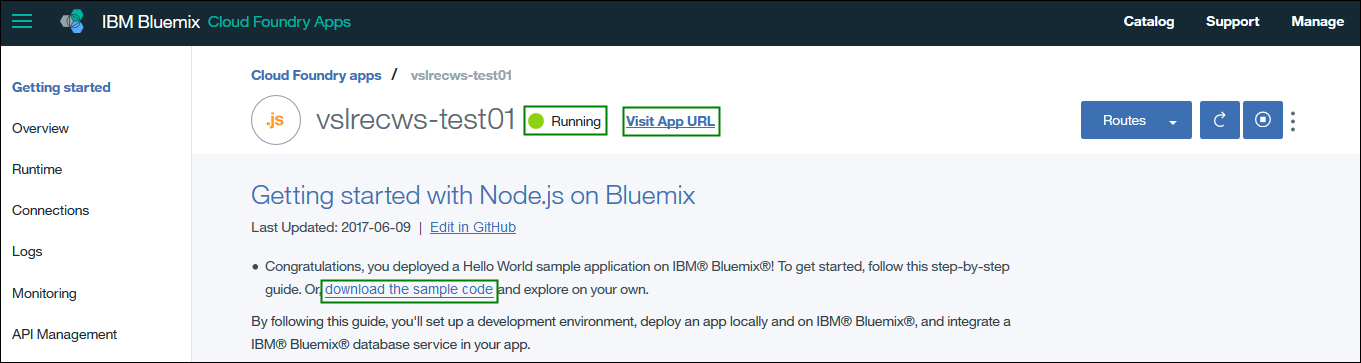 IBM Bluemix Cloud Foundry Apps Catalog Support Manage
Getting started
Overview
Runtime
Connections
Logs
Monitoring
API Management
Cloud Foundry apps / vslrecws-test01
.js vslrecws-test01 Running Visit App URL Routes
Getting started with Node.js on Bluemix
Last Updated: 2017-06-09 | Edit in GitHub
• Congratulations, you deployed a Hello World sample application on IBM® Bluemix®! To get started, follow this step-by-step
guide. Or, download the sample code and explore on your own.
By following this guide, you'll set up a development environment, deploy an app locally and on IBM® Bluemix®, and integrate a
IBM® Bluemix® database service in your app.